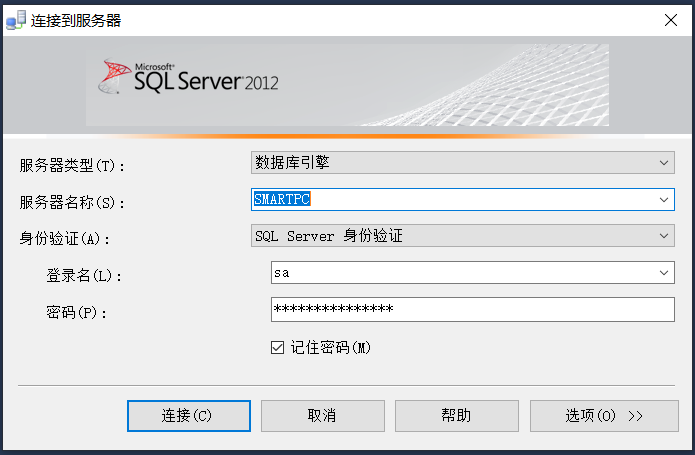 连接到服务器
Microsoft®
SQL Server® 2012
服务器类型(T):
数据库引擎
服务器名称(S):
SMARTPC
身份验证(A):
SQL Server 身份验证
登录名(L):
sa
密码(P):
***************
记住密码(M)
连接(C)
取消
帮助
选项(O) >>